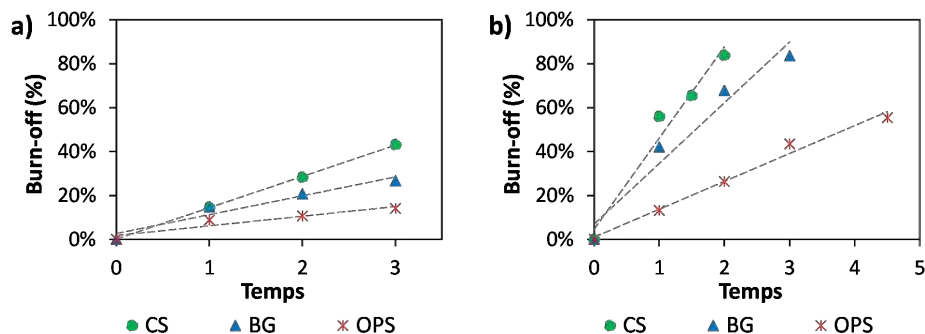 a)
Burn-off (%)
100%
80%
60%
40%
20%
0%
0 1 2 3
Temps
CS BG OPS
b)
Burn-off (%)
100%
80%
60%
40%
20%
0%
0 1 2 3 4 5
Temps
CS BG OPS